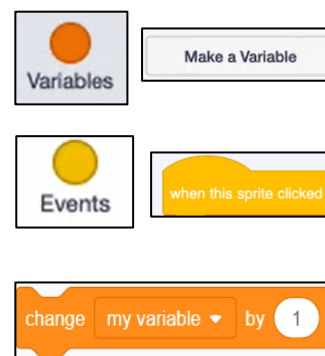 Variables
Make a Variable
Events
when this sprite clicked
change my variable by 1